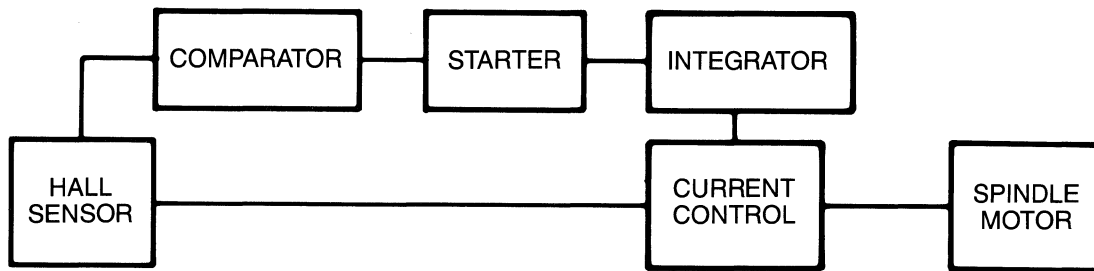 COMPARATOR
STARTER
INTEGRATOR
HALL
SENSOR
CURRENT
CONTROL
SPINDLE
MOTOR